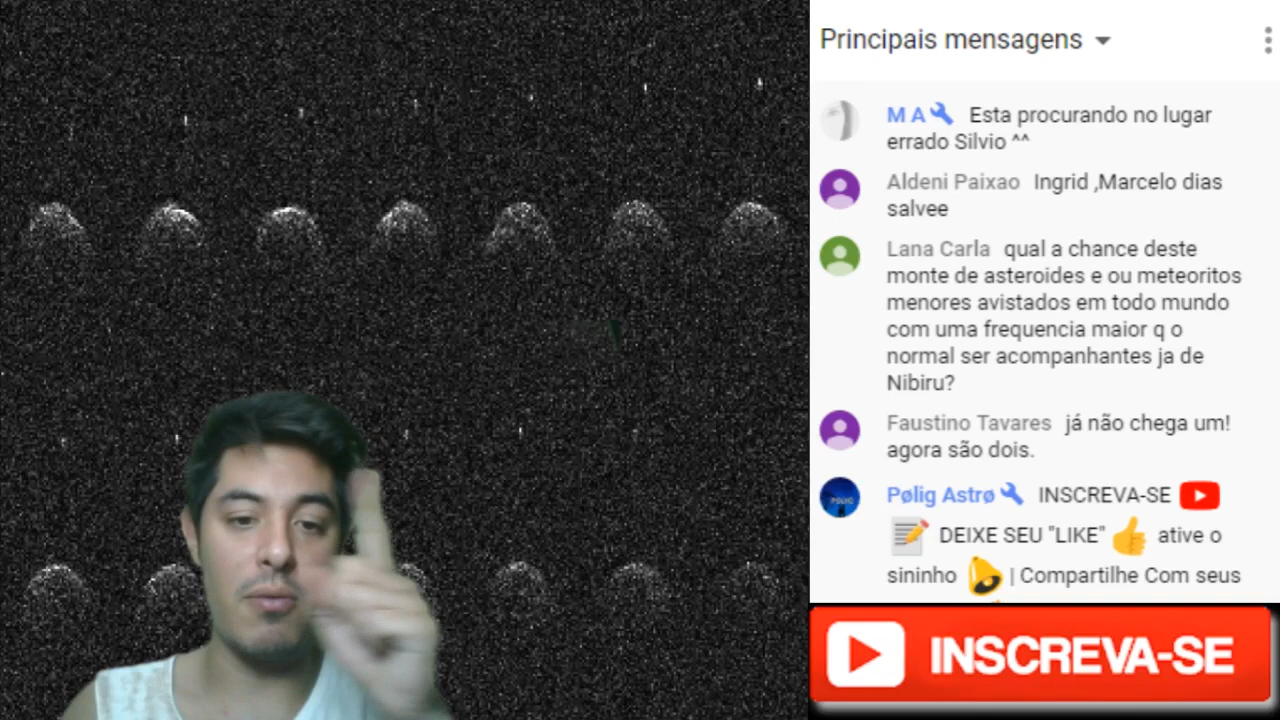 Principais mensagens
M A Esta procurando no lugar
errado Silvio ^^
Aldeni Paixao Ingrid ,Marcelo dias
salvee
Lana Carla qual a chance deste
monte de asteroides e ou meteoritos
menores avistados em todo mundo
com uma frequencia maior q o
normal ser acompanhantes ja de
Nibiru?
Faustino Tavares já não chega um!
agora são dois.
Pølig Astrø INSCREVA-SE
DEIXE SEU "LIKE" ative o
sininho | Compartilhe Com seus
INSCREVA-SE